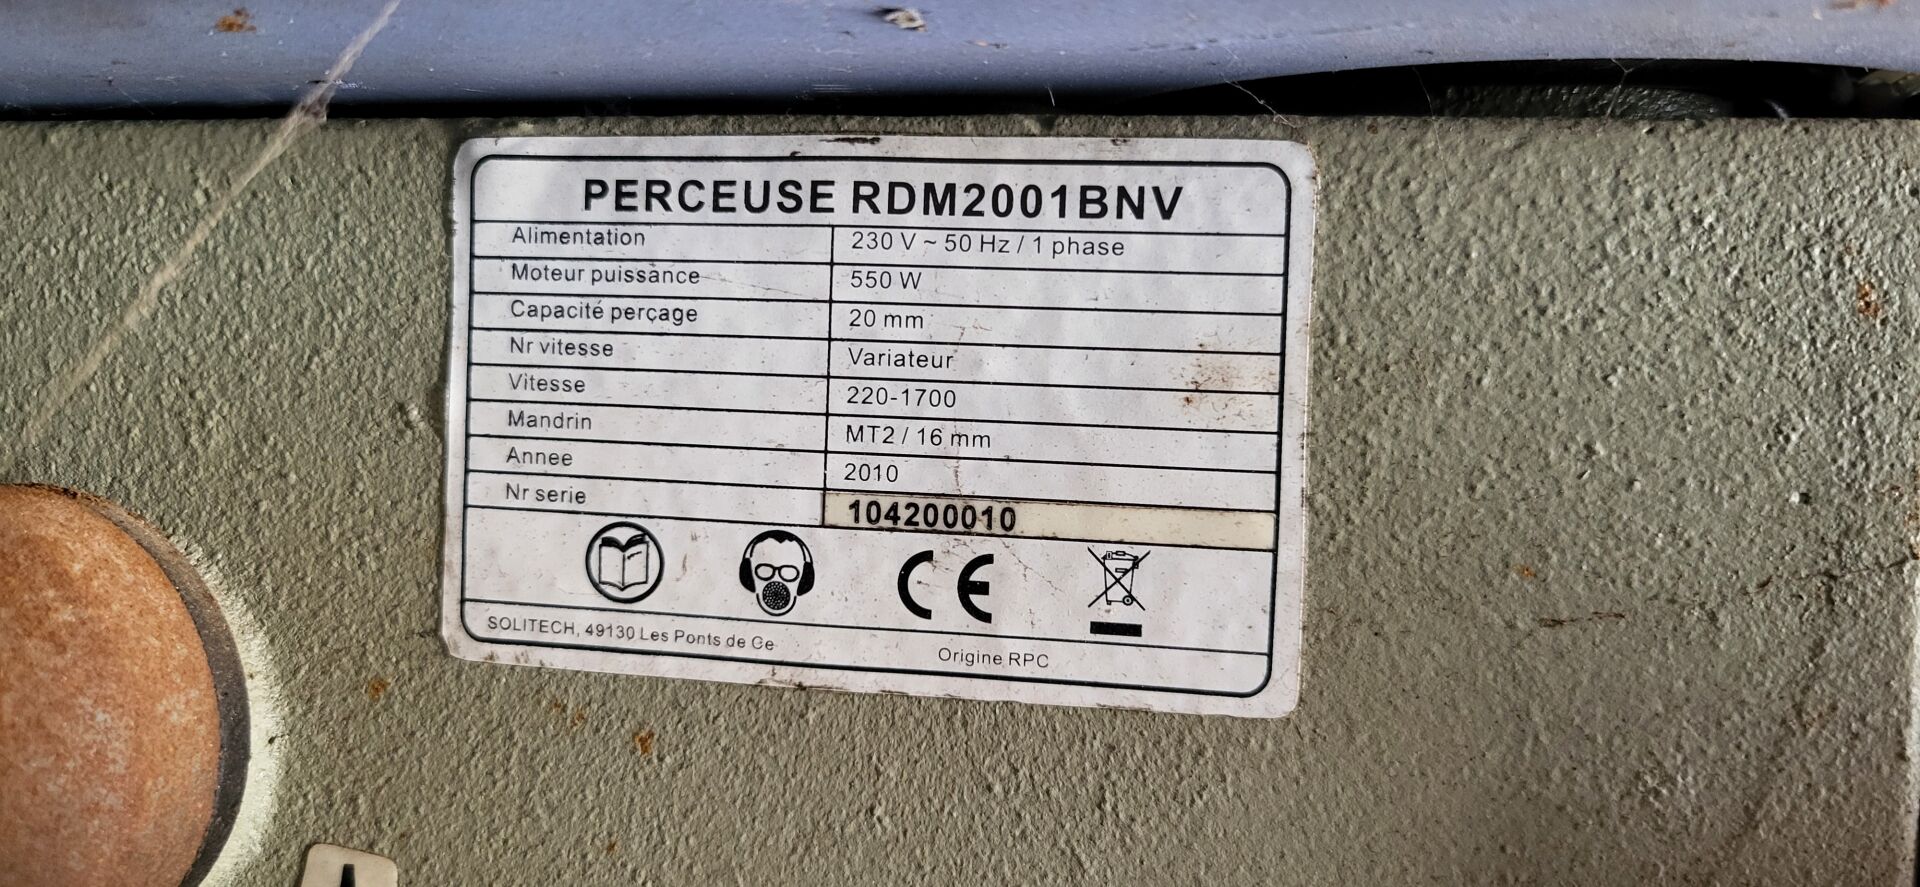 PERCEUSE RDM2001BNV
Alimentation 230 V ~ 50 Hz / 1 phase
Moteur puissance 550 W
Capacité perçage 20 mm
Nr vitesse Variateur
Vitesse 220-1700
Mandrin MT2 / 16 mm
Annee 2010
Nr serie 104200010
CE
SOLITECH, 49130 Les Ponts de Ce
Origine RPC